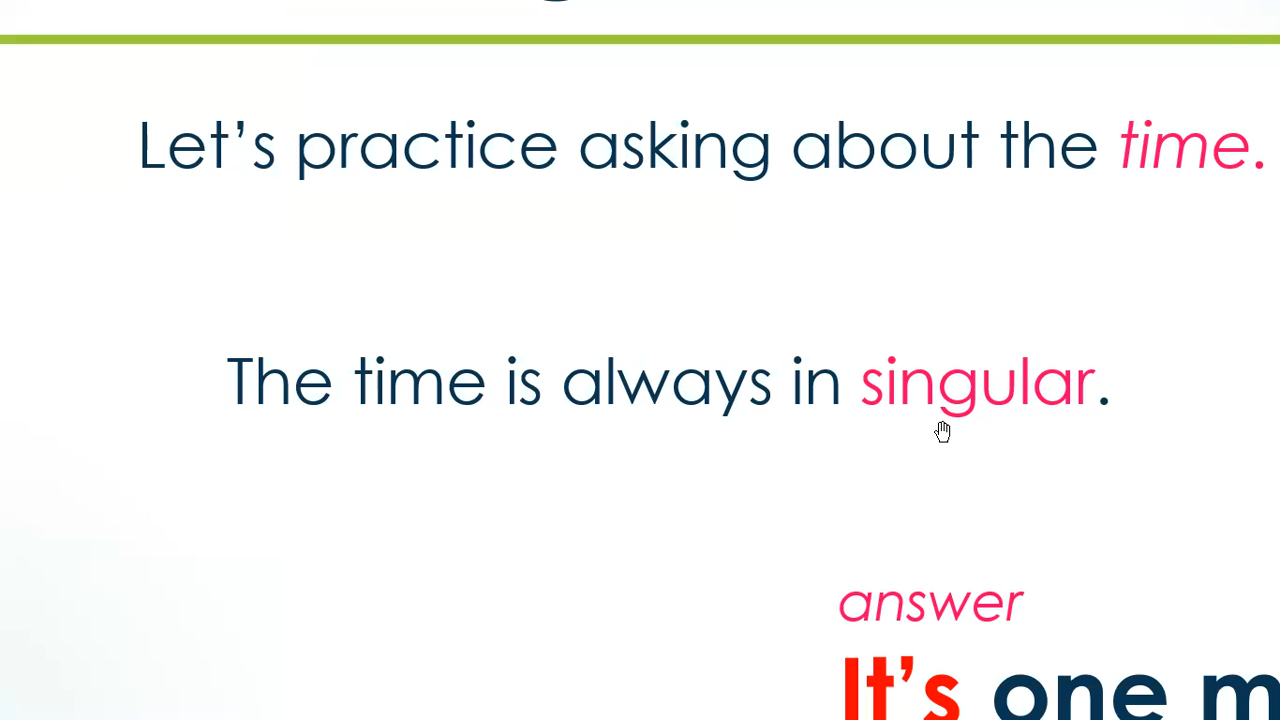 Let’s practice asking about the time.
The time is always in singular.
answer
It’s one